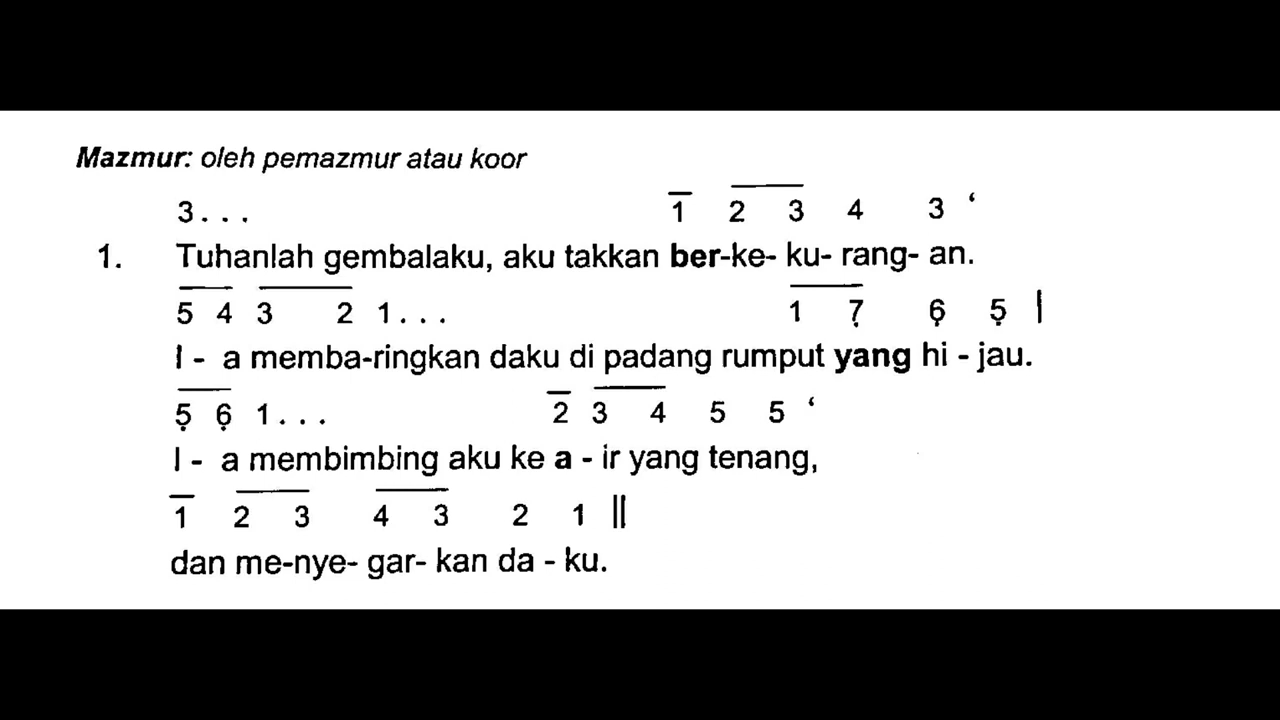 Mazmur: oleh pemazmur atau koor
3 . . . 1̅ 2̅ 3̅ 4 3 ‘
1. Tuhanlah gembalaku, aku takkan ber-ke- ku- rang- an.
5̅ 4̅ 3̅ 2̅ 1 . . . 1̅ 7̣̅ 6̣ 5̣ |
I - a memba-ringkan daku di padang rumput yang hi - jau.
5̣̅ 6̣̅ 1 . . . 2̅ 3̅ 4̅ 5 5 ‘
I - a membimbing aku ke a - ir yang tenang,
1̅ 2̅ 3̅ 4̅ 3̅ 2 1 ||
dan me-nye- gar- kan da - ku.